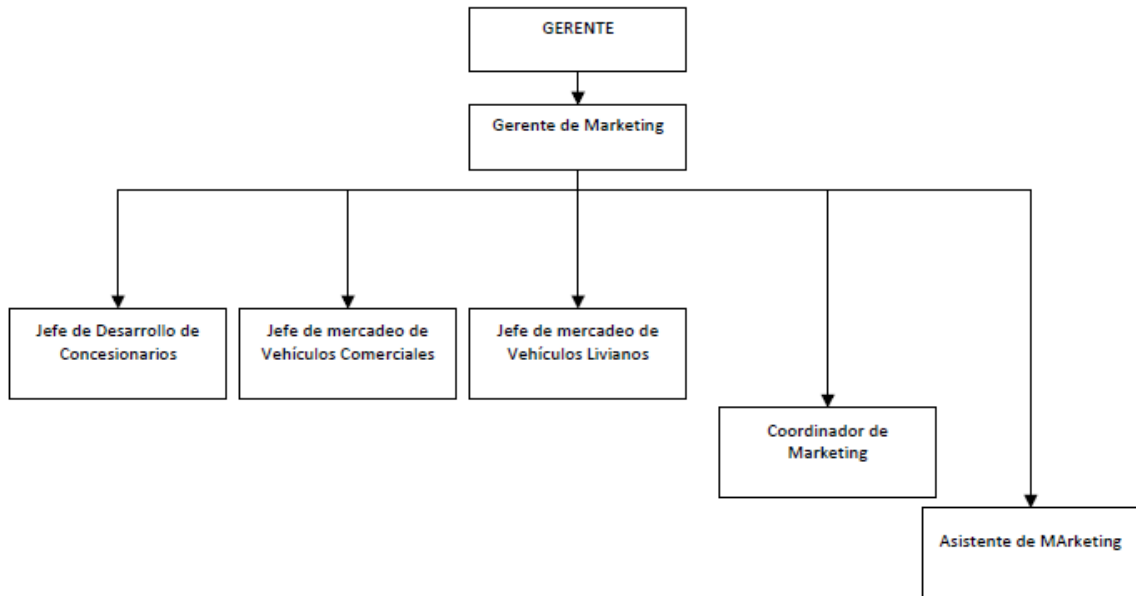 GERENTE
Gerente de Marketing
Jefe de Desarrollo de
Concesionarios
Jefe de mercadeo de
Vehículos Comerciales
Jefe de mercadeo de
Vehículos Livianos
Coordinador de
Marketing
Asistente de MArketing